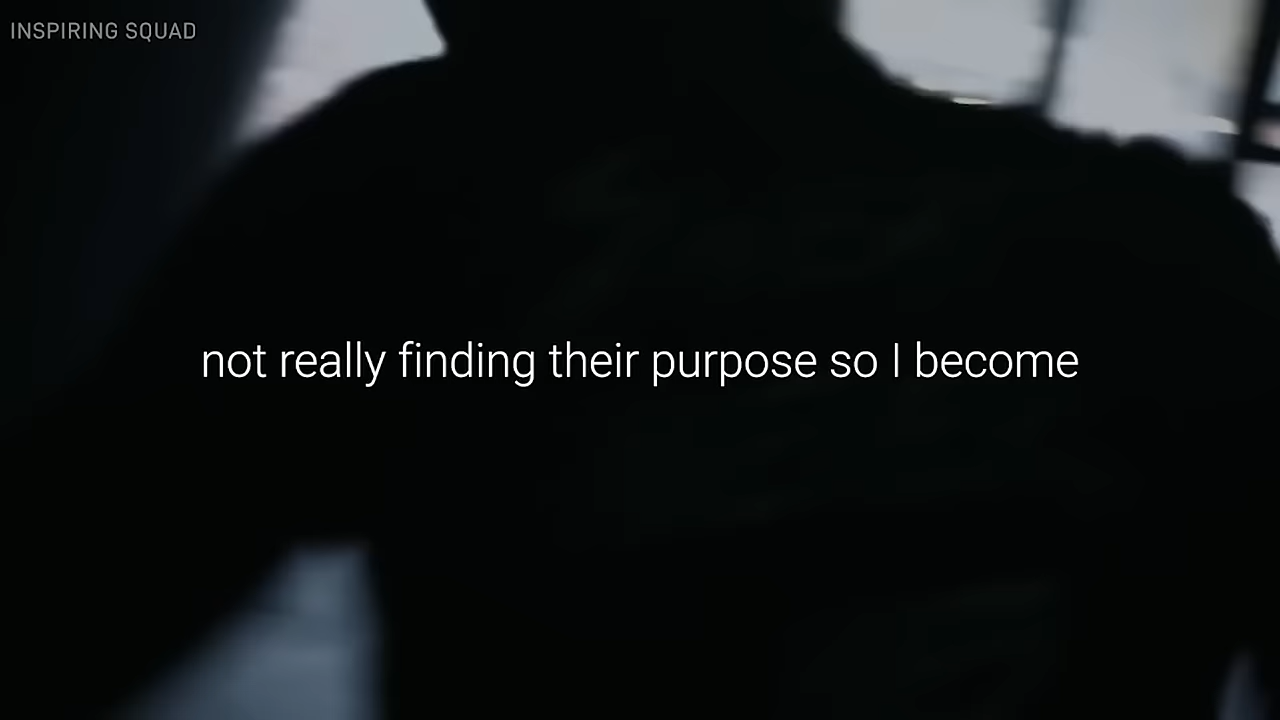 INSPIRING SQUAD
not really finding their purpose so I become